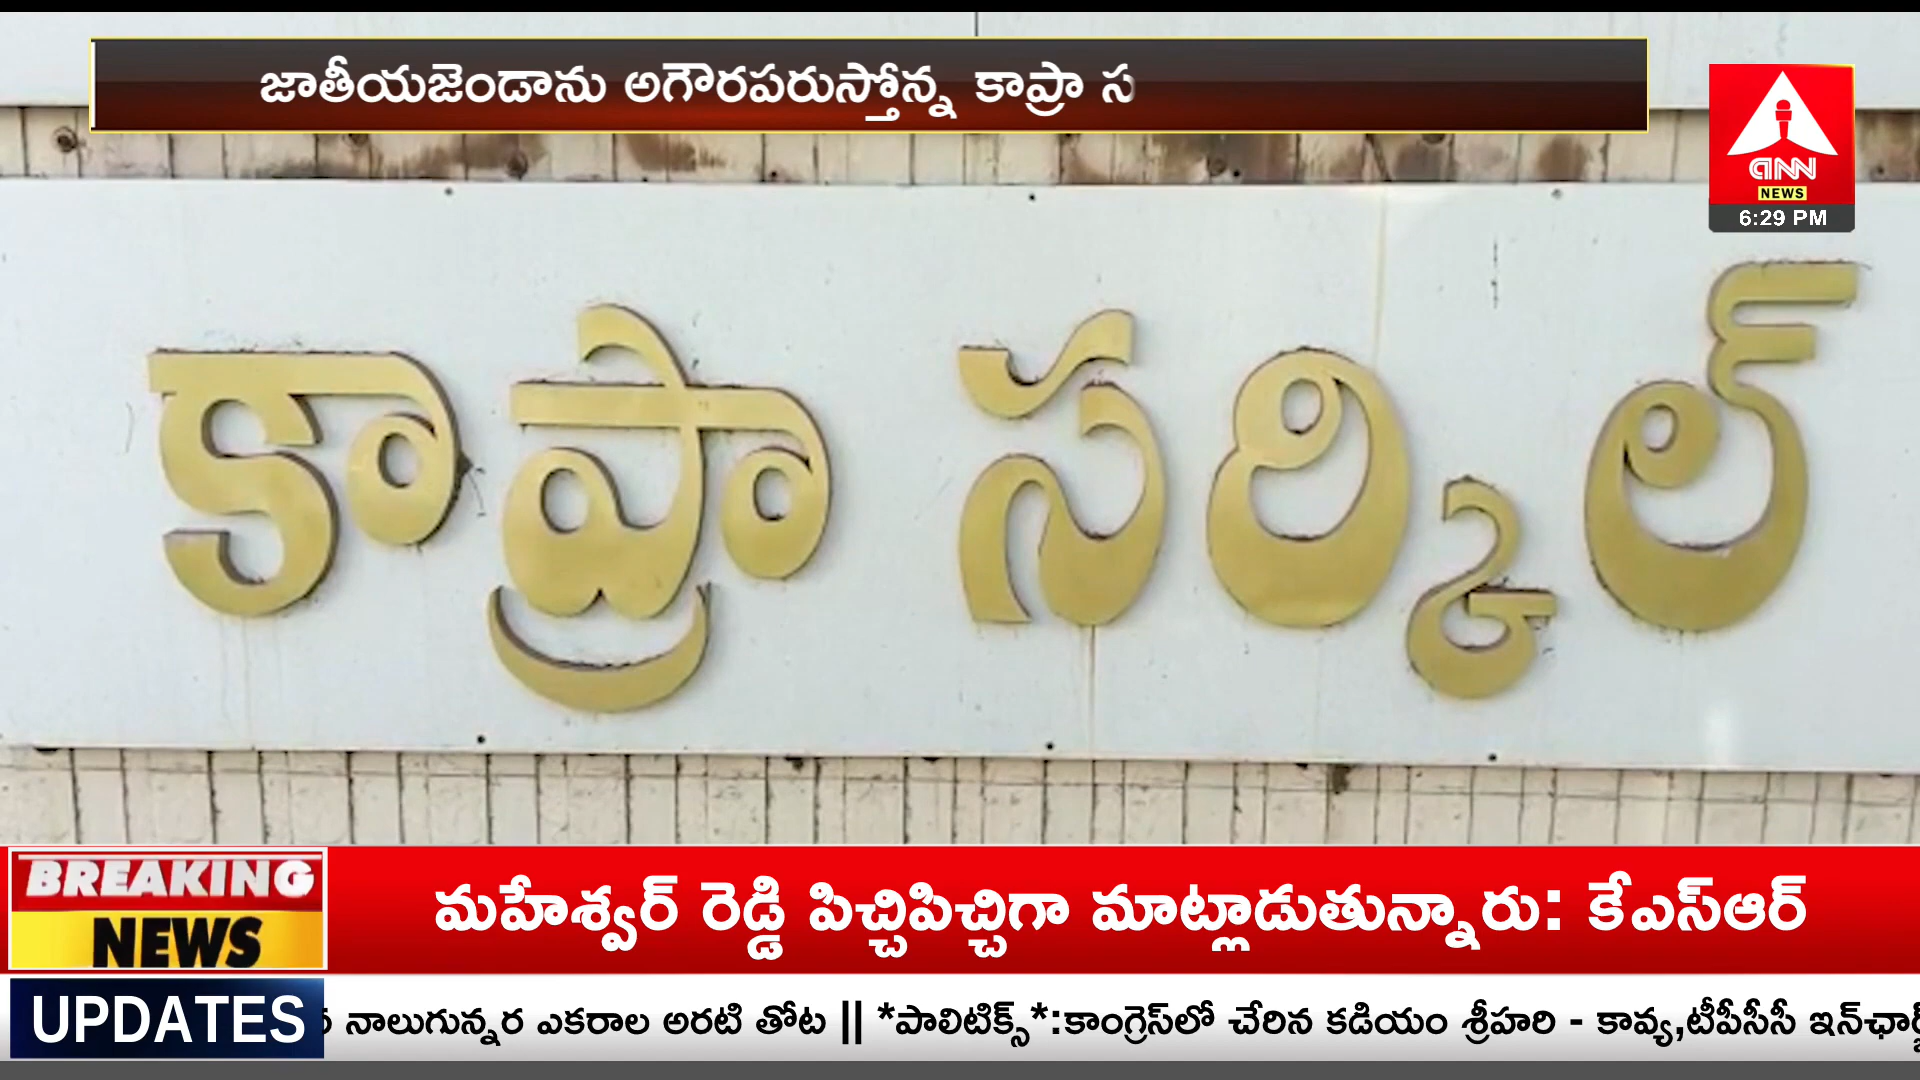 జాతీయజెండాను అగౌరపరుస్తోన్న కాప్రా స
ANN
NEWS
6:29 PM
కాప్రా సర్కిల్
BREAKING
NEWS
మహేశ్వర్ రెడ్డి పిచ్చిపిచ్చిగా మాట్లాడుతున్నారు: కేఎస్ఆర్
UPDATES
నాలుగున్నర ఎకరాల అరటి తోట || *పాలిటిక్స్*:కాంగ్రెస్‌లో చేరిన కడియం శ్రీహరి - కావ్య,టీపీసీసీ